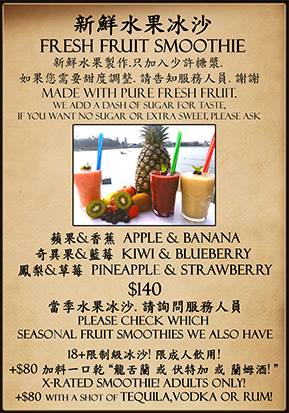 新鮮水果冰沙
FRESH FRUIT SMOOTHIE
新鮮水果製作.只加入少許糖漿.
如果您需要甜度調整. 請告知服務人員. 謝謝
MADE WITH PURE FRESH FRUIT.
WE ADD A DASH OF SUGAR FOR TASTE,
IF YOU WANT NO SUGAR OR EXTRA SWEET, PLEASE ASK
蘋果&香蕉 APPLE & BANANA
奇異果&藍莓 KIWI & BLUEBERRY
鳳梨&草莓 PINEAPPLE & STRAWBERRY
$140
當季水果冰沙. 請詢問服務人員
PLEASE CHECK WHICH
SEASONAL FRUIT SMOOTHIES WE ALSO HAVE
18+限制級冰沙! 限成人飲用!
+$80 加料一口乾“龍舌蘭 或 伏特加 或 蘭姆酒!”
X-RATED SMOOTHIE! ADULTS ONLY!
+$80 WITH A SHOT OF TEQUILA,VODKA OR RUM!